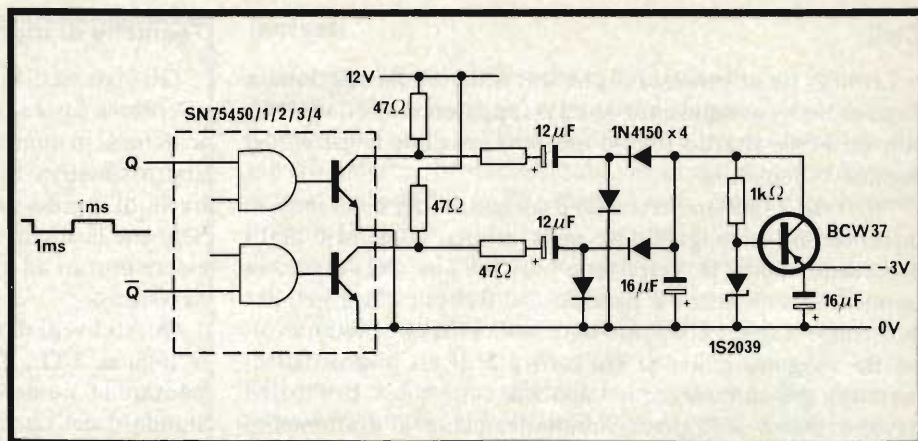 12V
47Ω
SN75450/1/2/3/4
12µF
1N4150 x 4
Q
47Ω
12µF
1kΩ
BCW37
1ms
1ms
47Ω
-3V
Q̅
16µF
16µF
0V
1S2039
+
+
+
+